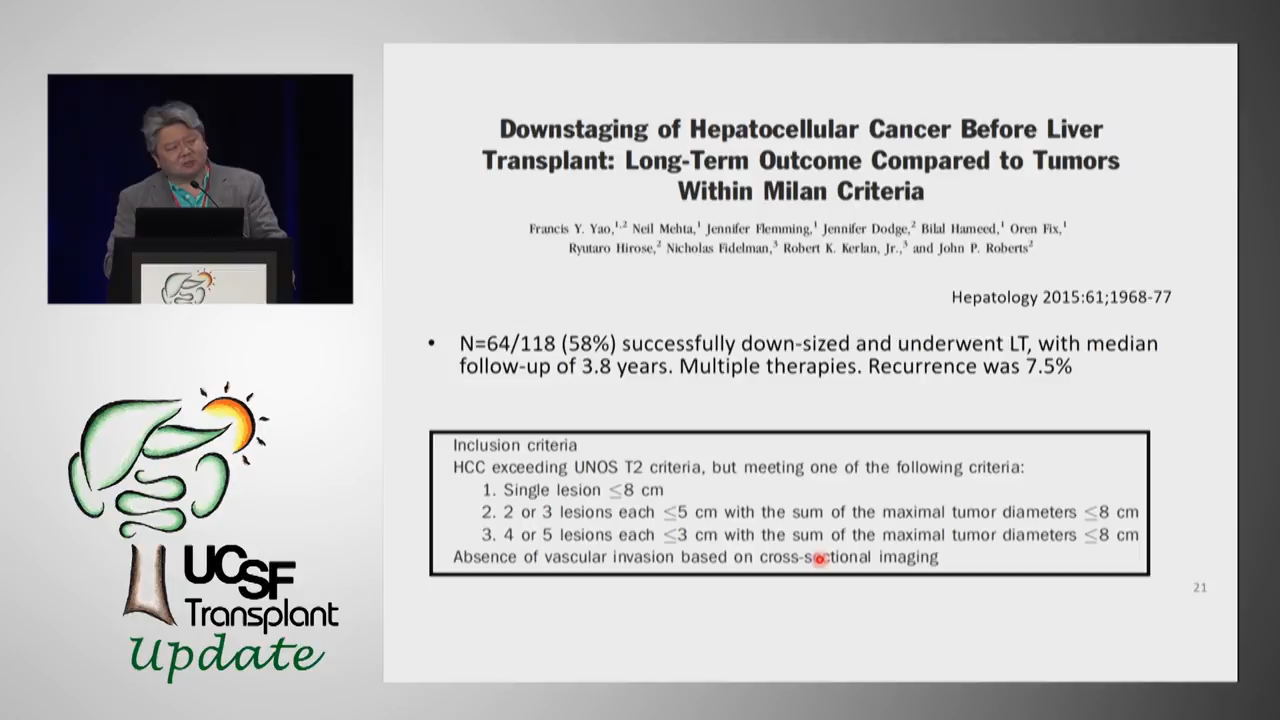 Downstaging of Hepatocellular Cancer Before Liver
Transplant: Long-Term Outcome Compared to Tumors
Within Milan Criteria
Francis Y. Yao,1,2 Neil Mehta,1 Jennifer Flemming,1 Jennifer Dodge,2 Bilal Hameed,1 Oren Fix,1
Ryutaro Hirose,2 Nicholas Fidelman,3 Robert K. Kerlan, Jr.,3 and John P. Roberts2
Hepatology 2015:61;1968-77
• N=64/118 (58%) successfully down-sized and underwent LT, with median
follow-up of 3.8 years. Multiple therapies. Recurrence was 7.5%
Inclusion criteria
HCC exceeding UNOS T2 criteria, but meeting one of the following criteria:
1. Single lesion ≤8 cm
2. 2 or 3 lesions each ≤5 cm with the sum of the maximal tumor diameters ≤8 cm
3. 4 or 5 lesions each ≤3 cm with the sum of the maximal tumor diameters ≤8 cm
Absence of vascular invasion based on cross-sectional imaging
21
UCSF
Transplant
Update